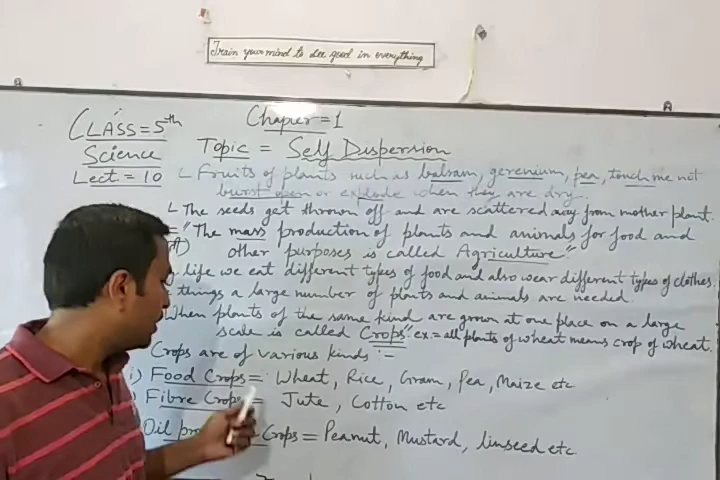 Train your mind to see good in everything
CLASS = 5th
Chapter = 1
Science
Topic = Self Dispersion
Lect. = 10
Fruits of plants such as balsam, gerenium, pea, touch me not
burst open or explode when they are dry.
The seeds get thrown off and are scattered away from mother plant.
= "The mass production of plants and animals for food and
other purposes is called Agriculture"
life we eat different types of food and also wear different types of clothes.
things a large number of plants and animals are needed.
When plants of the same kind are grown at one place on a large
scale is called Crops" ex. = all plants of wheat means crop of wheat.
Crops are of various kinds :-
i) Food Crops = Wheat, Rice, Gram, Pea, Maize etc
) Fibre Crops = Jute, Cotton etc
Oil Crops = Peanut, Mustard, linseed etc.